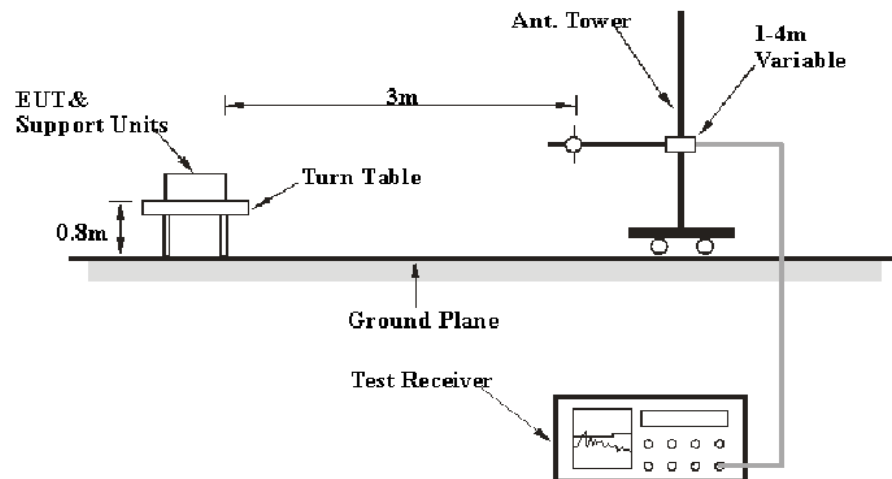 Ant. Tower
1-4m
Variable
3m
EUT&
Support Units
Turn Table
0.8m
Ground Plane
Test Receiver